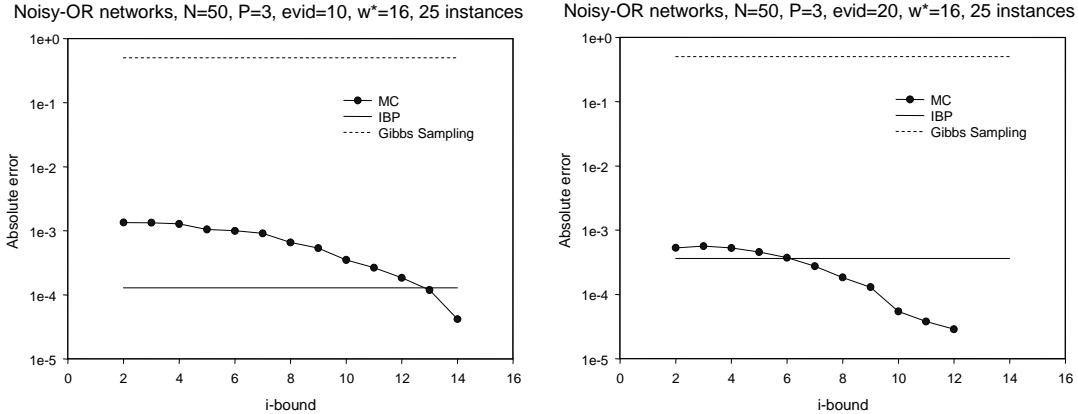 Noisy-OR networks, N=50, P=3, evid=10, w*=16, 25 instances
1e+0
1e-1
1e-2
1e-3
1e-4
1e-5
Absolute error
MC
IBP
Gibbs Sampling
0 2 4 6 8 10 12 14 16
i-bound
Noisy-OR networks, N=50, P=3, evid=20, w*=16, 25 instances
1e+0
1e-1
1e-2
1e-3
1e-4
1e-5
Absolute error
MC
IBP
Gibbs Sampling
0 2 4 6 8 10 12 14 16
i-bound